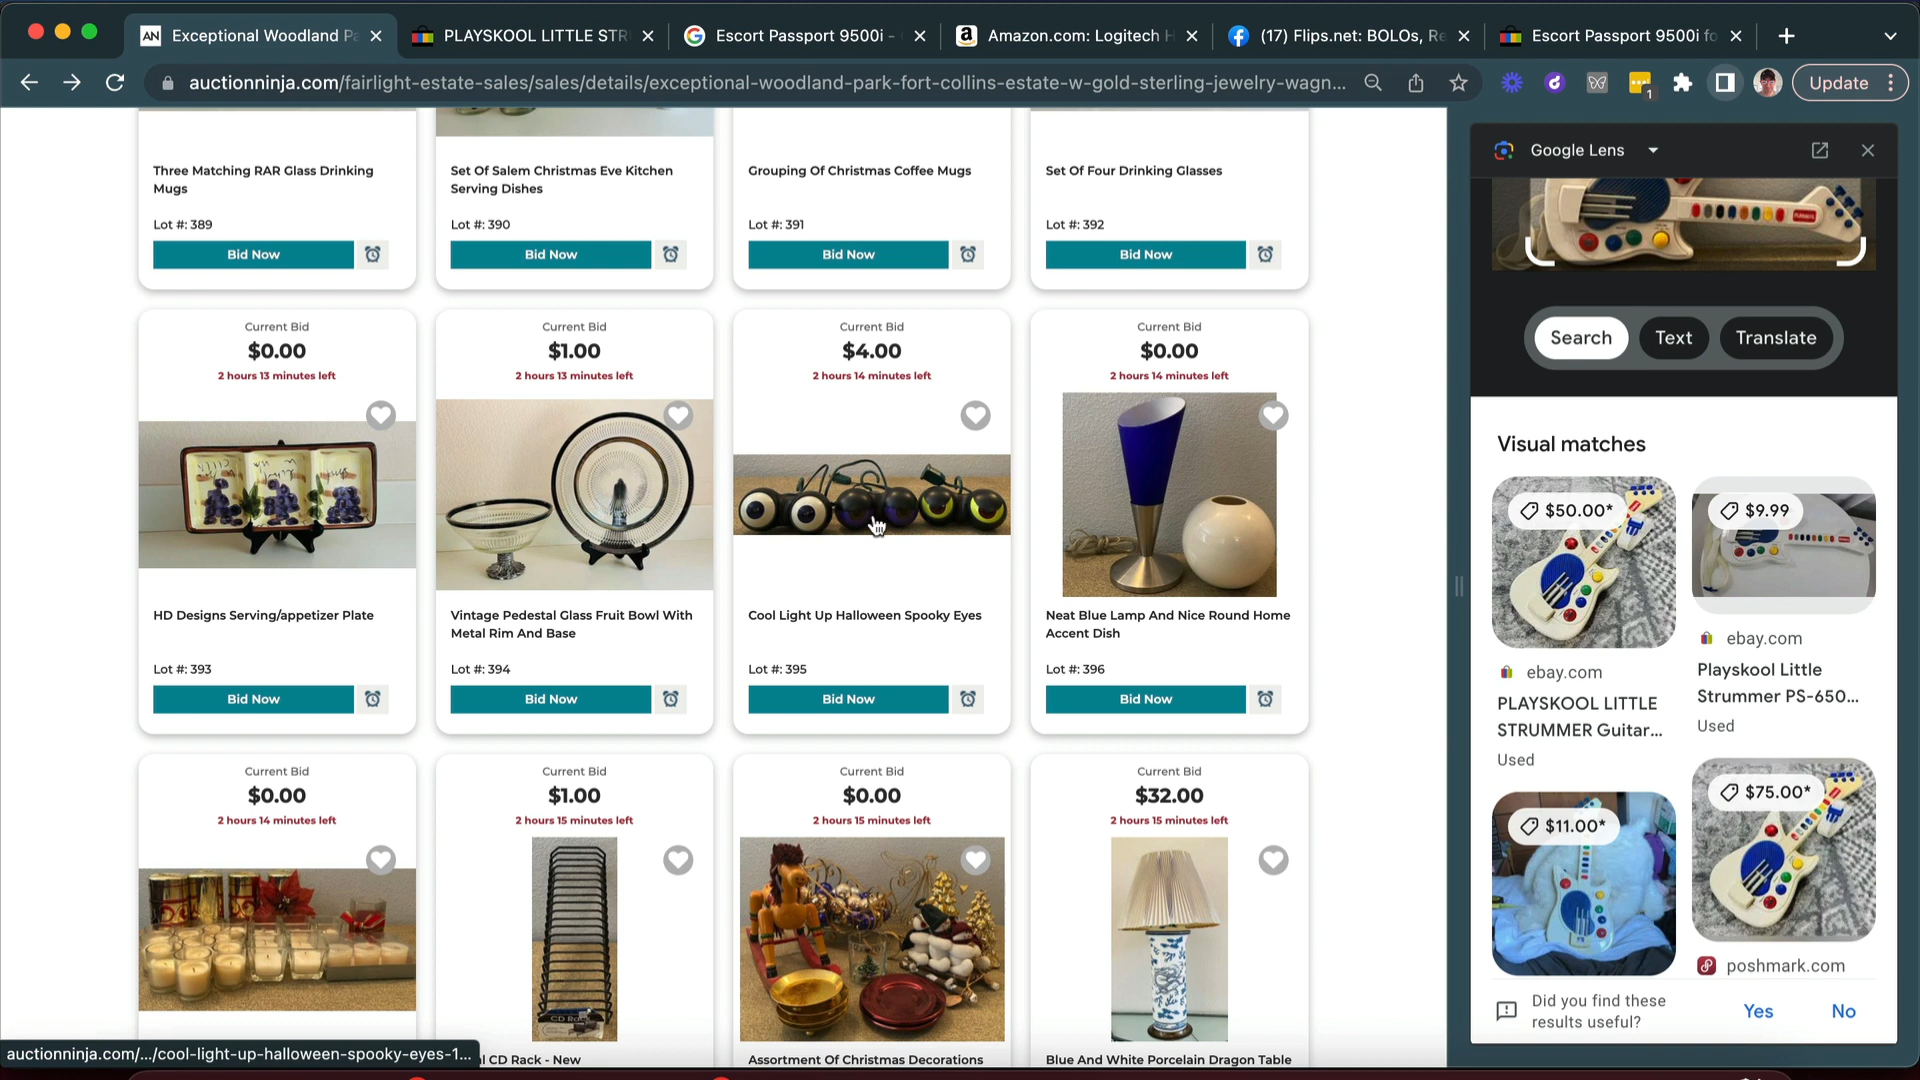 Exceptional Woodland Pa
PLAYSKOOL LITTLE STR
Escort Passport 9500i -
Amazon.com: Logitech H
(17) Flips.net: BOLOs, Re
Escort Passport 9500i fo
auctionninja.com/fairlight-estate-sales/sales/details/exceptional-woodland-park-fort-collins-estate-w-gold-sterling-jewelry-wagn...
1
Update
Three Matching RAR Glass Drinking
Mugs
Lot #: 389
Bid Now
Set Of Salem Christmas Eve Kitchen
Serving Dishes
Lot #: 390
Bid Now
Grouping Of Christmas Coffee Mugs
Lot #: 391
Bid Now
Set Of Four Drinking Glasses
Lot #: 392
Bid Now
Current Bid
$0.00
2 hours 13 minutes left
HD Designs Serving/appetizer Plate
Lot #: 393
Bid Now
Current Bid
$1.00
2 hours 13 minutes left
Vintage Pedestal Glass Fruit Bowl With
Metal Rim And Base
Lot #: 394
Bid Now
Current Bid
$4.00
2 hours 14 minutes left
Cool Light Up Halloween Spooky Eyes
Lot #: 395
Bid Now
Current Bid
$0.00
2 hours 14 minutes left
Neat Blue Lamp And Nice Round Home
Accent Dish
Lot #: 396
Bid Now
Current Bid
$0.00
2 hours 14 minutes left
Current Bid
$1.00
2 hours 15 minutes left
CD Rack
al CD Rack - New
Current Bid
$0.00
2 hours 15 minutes left
Assortment Of Christmas Decorations
Current Bid
$32.00
2 hours 15 minutes left
Blue And White Porcelain Dragon Table
auctionninja.com/.../cool-light-up-halloween-spooky-eyes-1...
Google Lens
Search
Text
Translate
Visual matches
$50.00*
ebay.com
PLAYSKOOL LITTLE
STRUMMER Guitar...
Used
$9.99
ebay.com
Playskool Little
Strummer PS-650...
Used
$11.00*
$75.00*
poshmark.com
Did you find these
results useful?
Yes
No